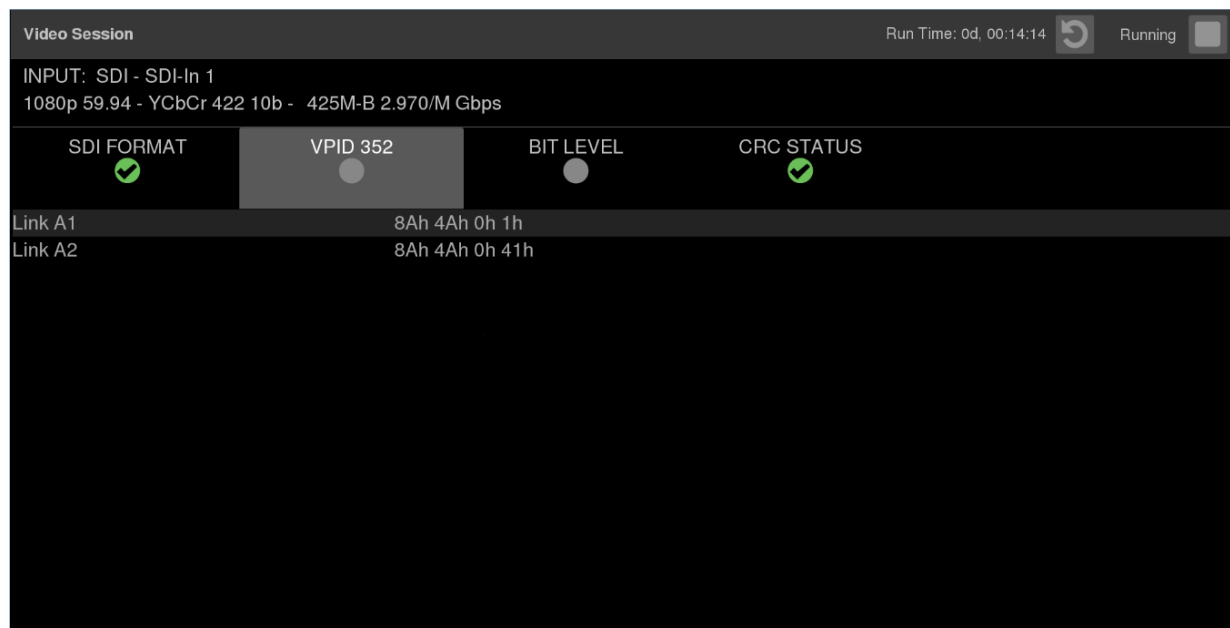 Video Session Run Time: 0d, 00:14:14 Running
INPUT: SDI - SDI-In 1
1080p 59.94 - YCbCr 422 10b - 425M-B 2.970/M Gbps
SDI FORMAT VPID 352 BIT LEVEL CRC STATUS
Link A1 8Ah 4Ah 0h 1h
Link A2 8Ah 4Ah 0h 41h